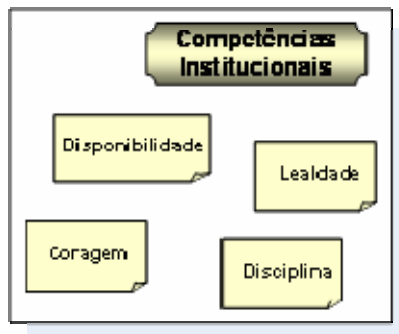 Competências
Institucionais
Disponibilidade
Lealdade
Coragem
Disciplina